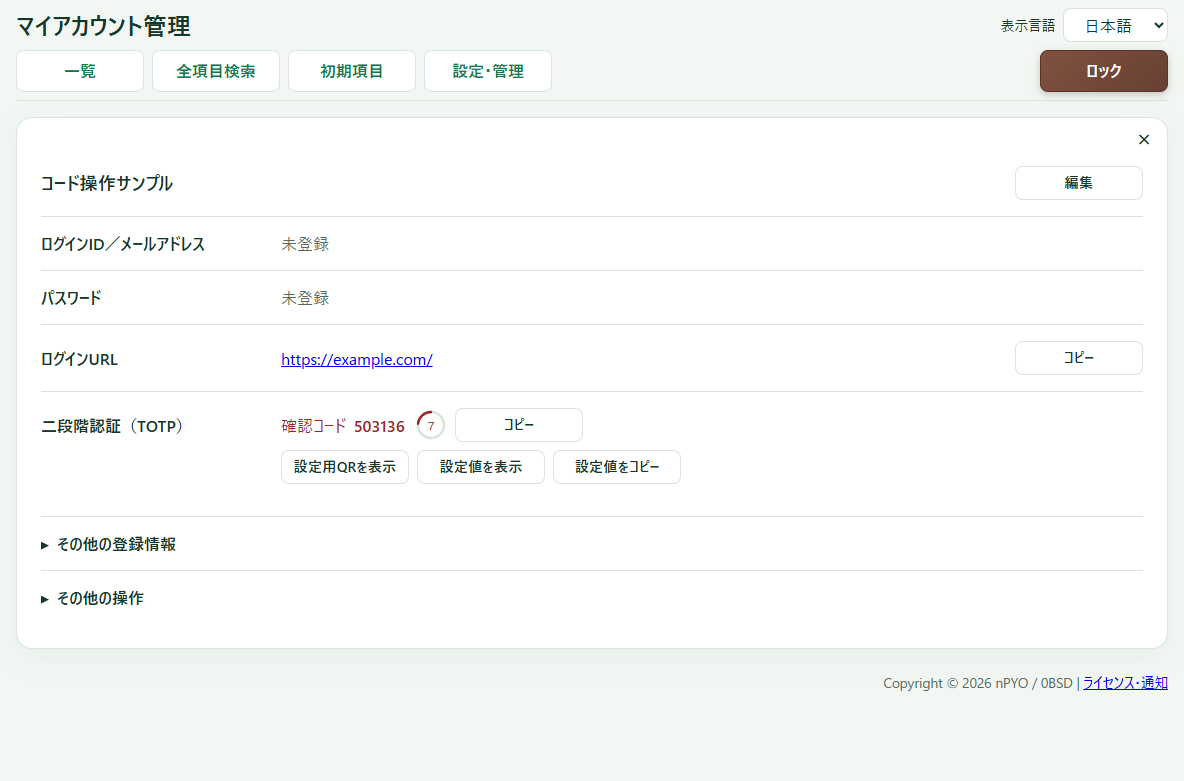 マイアカウント管理
表示言語 日本語
一覧 全項目検索 初期項目 設定・管理 ロック
×
コード操作サンプル 編集
ログインID／メールアドレス 未登録
パスワード 未登録
ログインURL https://example.com/ コピー
二段階認証（TOTP） 確認コード 503136 7 コピー
設定用QRを表示 設定値を表示 設定値をコピー
▶ その他の登録情報
▶ その他の操作
Copyright © 2026 nPYO / 0BSD | ライセンス・通知